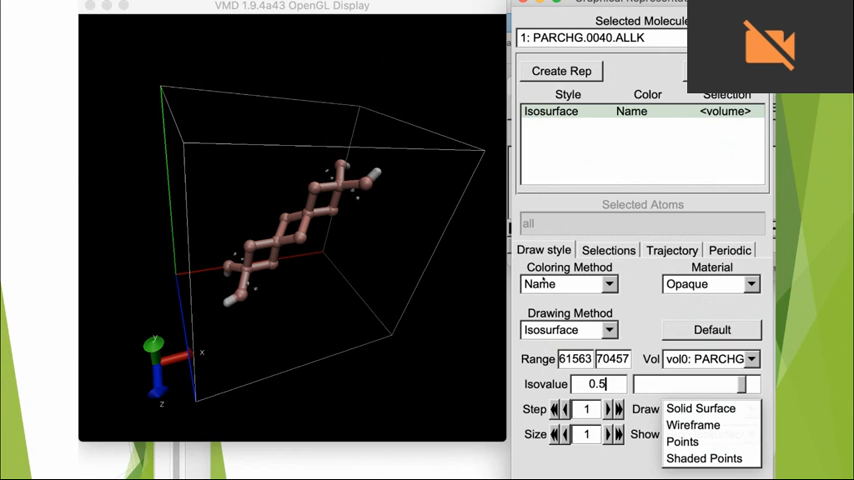 VMD 1.9.4a43 OpenGL Display
Selected Molecule
1: PARCHG.0040.ALLK
Create Rep
Style Color Selection
Isosurface Name <volume>
Selected Atoms
all
Draw style Selections Trajectory Periodic
Coloring Method Material
Name Opaque
Drawing Method
Isosurface Default
Range 61563 70457 Vol vol0: PARCHG
Isovalue 0.5
Step 1 Draw Solid Surface
Wireframe
Size 1 Show Points
Shaded Points
y
x
z